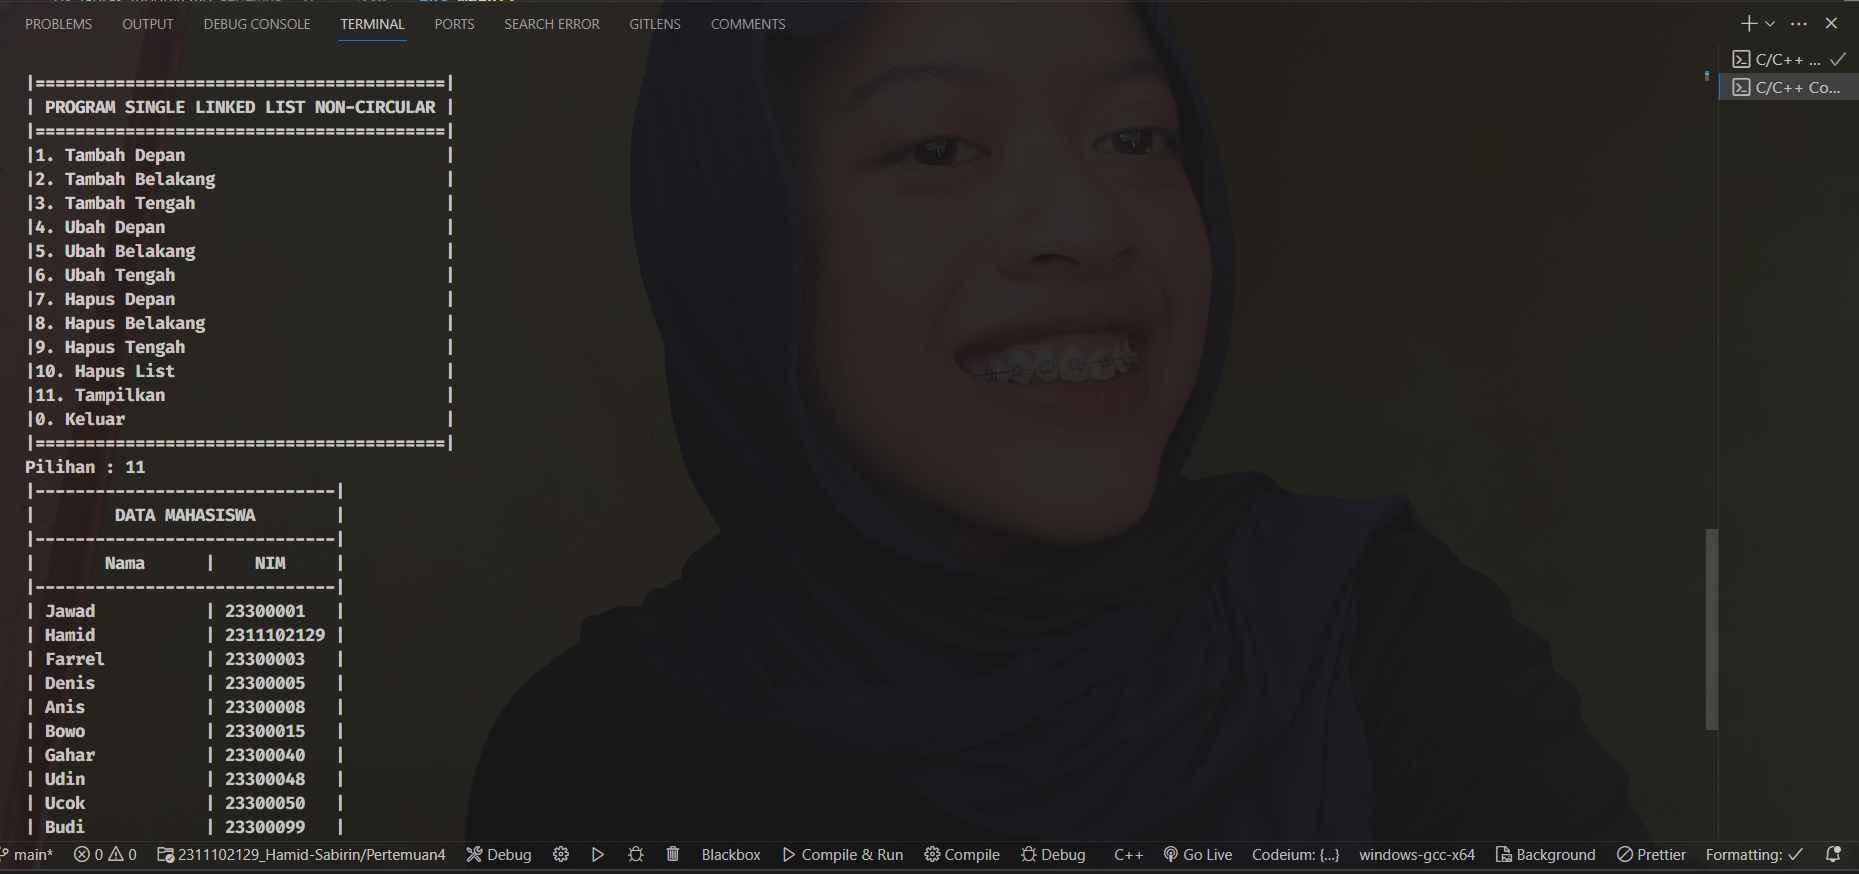 PROBLEMS OUTPUT DEBUG CONSOLE TERMINAL PORTS SEARCH ERROR GITLENS COMMENTS
C/C++ ...
C/C++ Co...
|=========================================|
| PROGRAM SINGLE LINKED LIST NON-CIRCULAR |
|=========================================|
|1. Tambah Depan |
|2. Tambah Belakang |
|3. Tambah Tengah |
|4. Ubah Depan |
|5. Ubah Belakang |
|6. Ubah Tengah |
|7. Hapus Depan |
|8. Hapus Belakang |
|9. Hapus Tengah |
|10. Hapus List |
|11. Tampilkan |
|0. Keluar |
|=========================================|
Pilihan : 11
|------------------------------|
| DATA MAHASISWA |
|------------------------------|
| Nama | NIM |
|------------------------------|
| Jawad | 23300001 |
| Hamid | 2311102129 |
| Farrel | 23300003 |
| Denis | 23300005 |
| Anis | 23300008 |
| Bowo | 23300015 |
| Gahar | 23300040 |
| Udin | 23300048 |
| Ucok | 23300050 |
| Budi | 23300099 |
main* 0 0 2311102129_Hamid-Sabirin/Pertemuan4 Debug Blackbox Compile & Run Compile Debug C++ Go Live Codeium: {...} windows-gcc-x64 Background Prettier Formatting: ✓